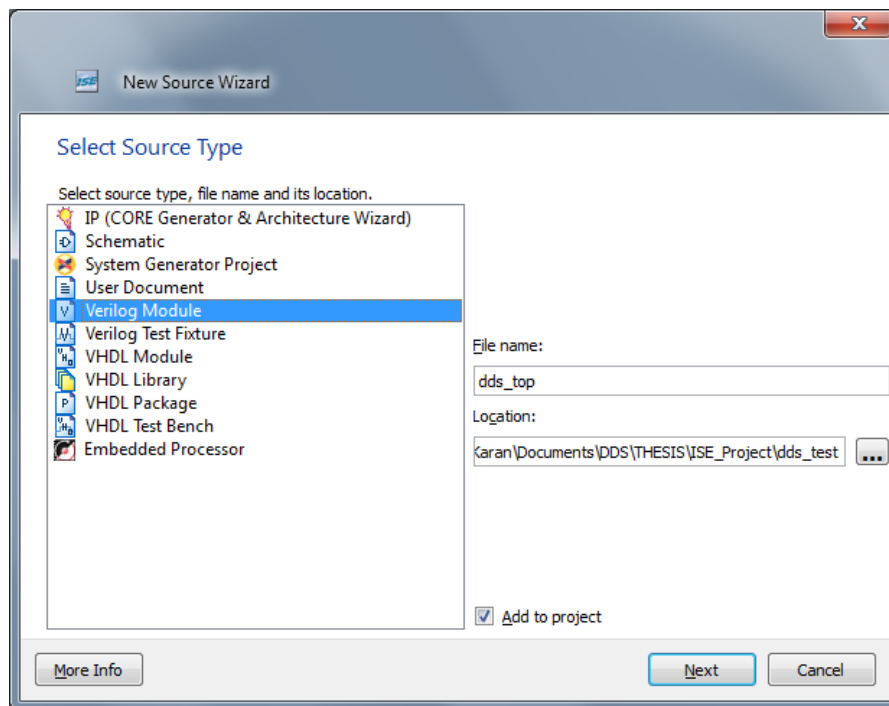 ISE New Source Wizard
Select Source Type
Select source type, file name and its location.
IP (CORE Generator & Architecture Wizard)
Schematic
System Generator Project
User Document
Verilog Module
Verilog Test Fixture
VHDL Module
VHDL Library
VHDL Package
VHDL Test Bench
Embedded Processor
File name:
dds_top
Location:
Karan\Documents\DDS\THESIS\ISE_Project\dds_test
...
Add to project
More Info
Next
Cancel